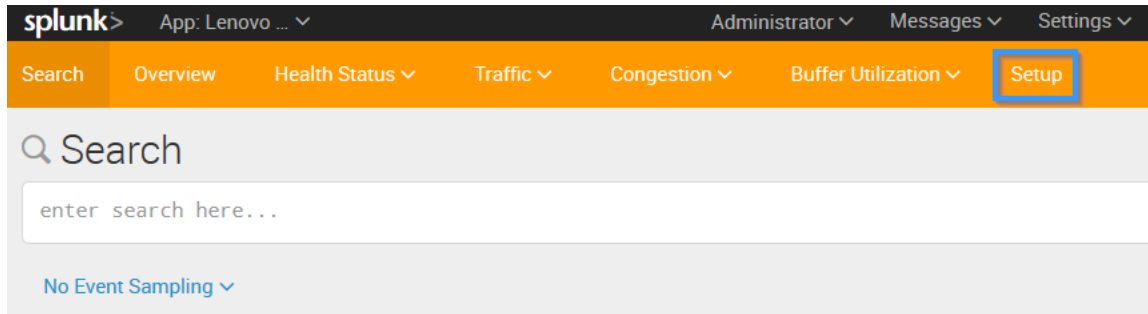 splunk> App: Lenovo ... Administrator Messages Settings
Search Overview Health Status Traffic Congestion Buffer Utilization Setup
Search
enter search here...
No Event Sampling